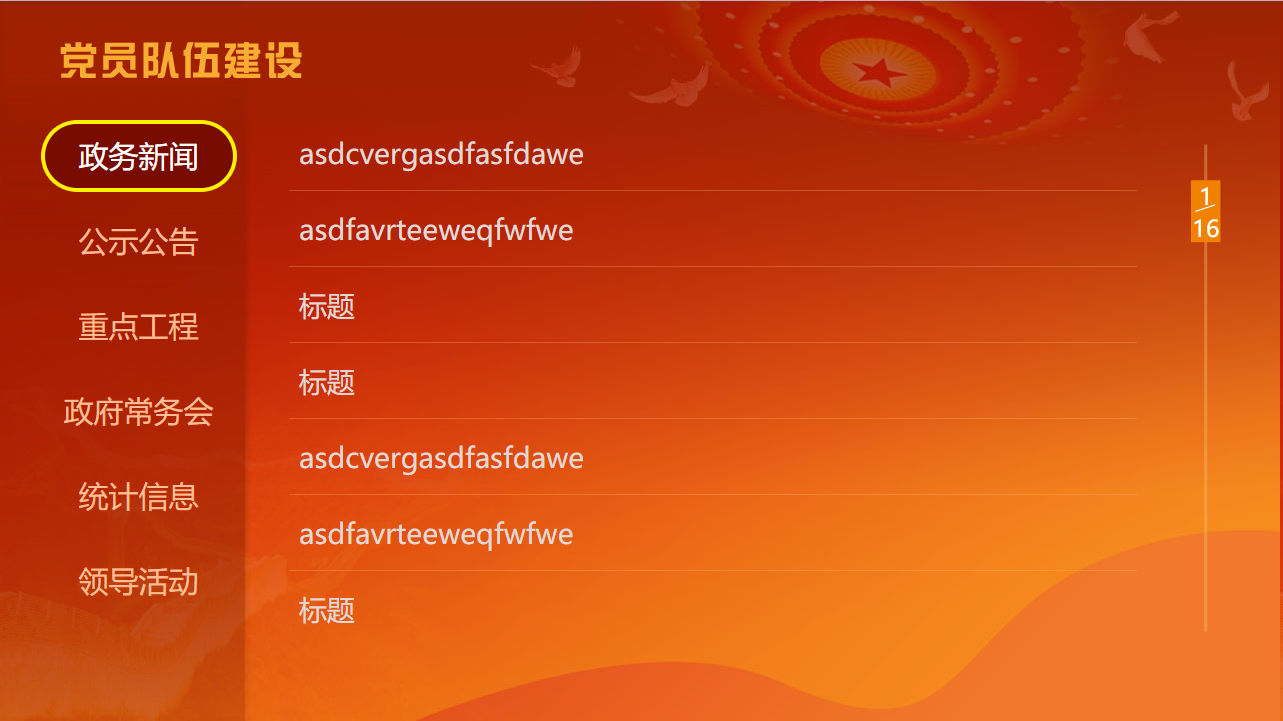 党员队伍建设
政务新闻
公示公告
重点工程
政府常务会
统计信息
领导活动
asdcvergasdfasfdawe
asdfavrteeweqfwfwe
标题
标题
asdcvergasdfasfdawe
asdfavrteeweqfwfwe
标题
1
16